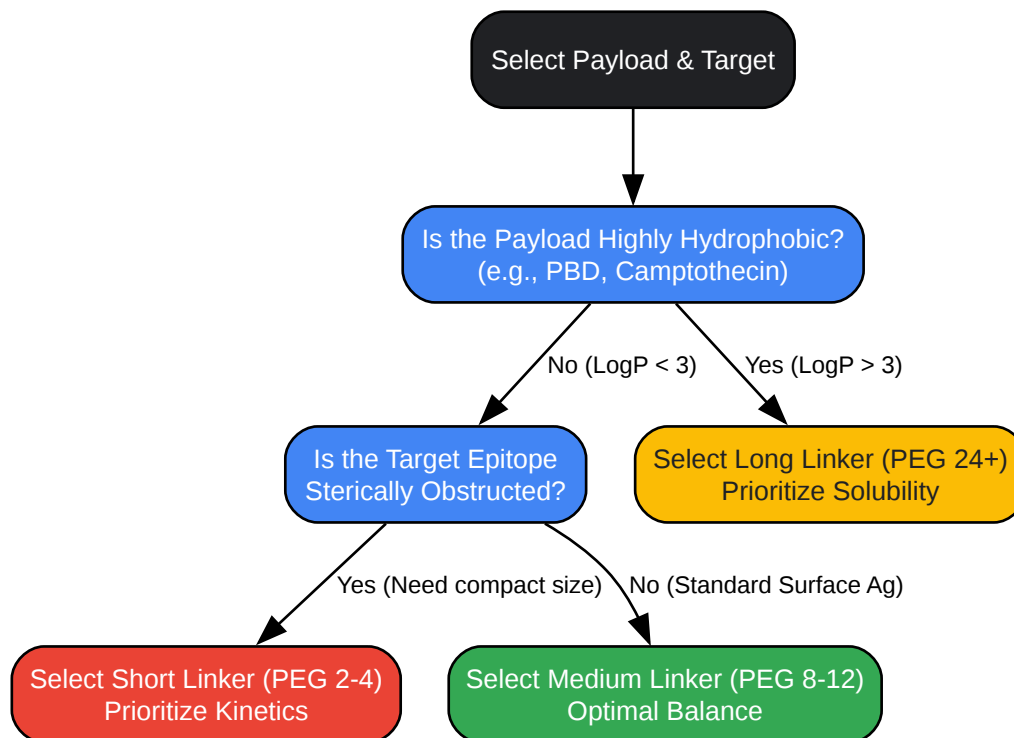 Select Payload & Target
Is the Payload Highly Hydrophobic?
(e.g., PBD, Camptothecin)
No (LogP < 3)
Yes (LogP > 3)
Is the Target Epitope
Sterically Obstructed?
Select Long Linker (PEG 24+)
Prioritize Solubility
Yes (Need compact size)
No (Standard Surface Ag)
Select Short Linker (PEG 2-4)
Prioritize Kinetics
Select Medium Linker (PEG 8-12)
Optimal Balance